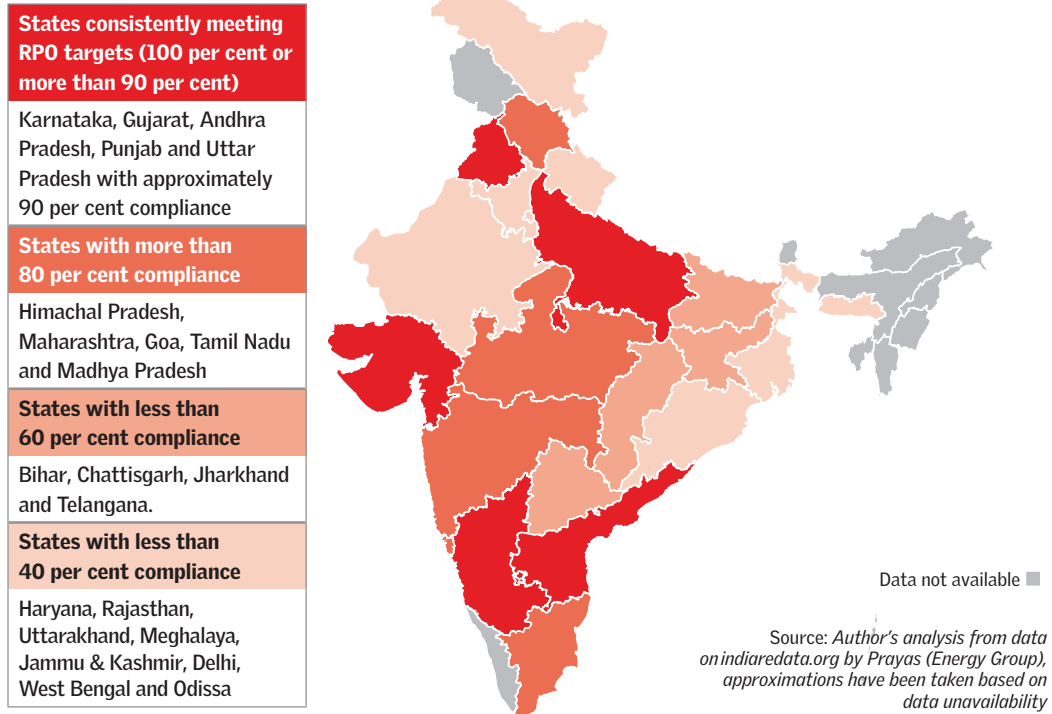 States consistently meeting
RPO targets (100 per cent or
more than 90 per cent)
Karnataka, Gujarat, Andhra
Pradesh, Punjab and Uttar
Pradesh with approximately
90 per cent compliance
States with more than
80 per cent compliance
Himachal Pradesh,
Maharashtra, Goa, Tamil Nadu
and Madhya Pradesh
States with less than
60 per cent compliance
Bihar, Chattisgarh, Jharkhand
and Telangana.
States with less than
40 per cent compliance
Haryana, Rajasthan,
Uttarakhand, Meghalaya,
Jammu & Kashmir, Delhi,
West Bengal and Odissa
Data not available
Source: Author's analysis from data
on indiaredata.org by Prayas (Energy Group),
approximations have been taken based on
data unavailability